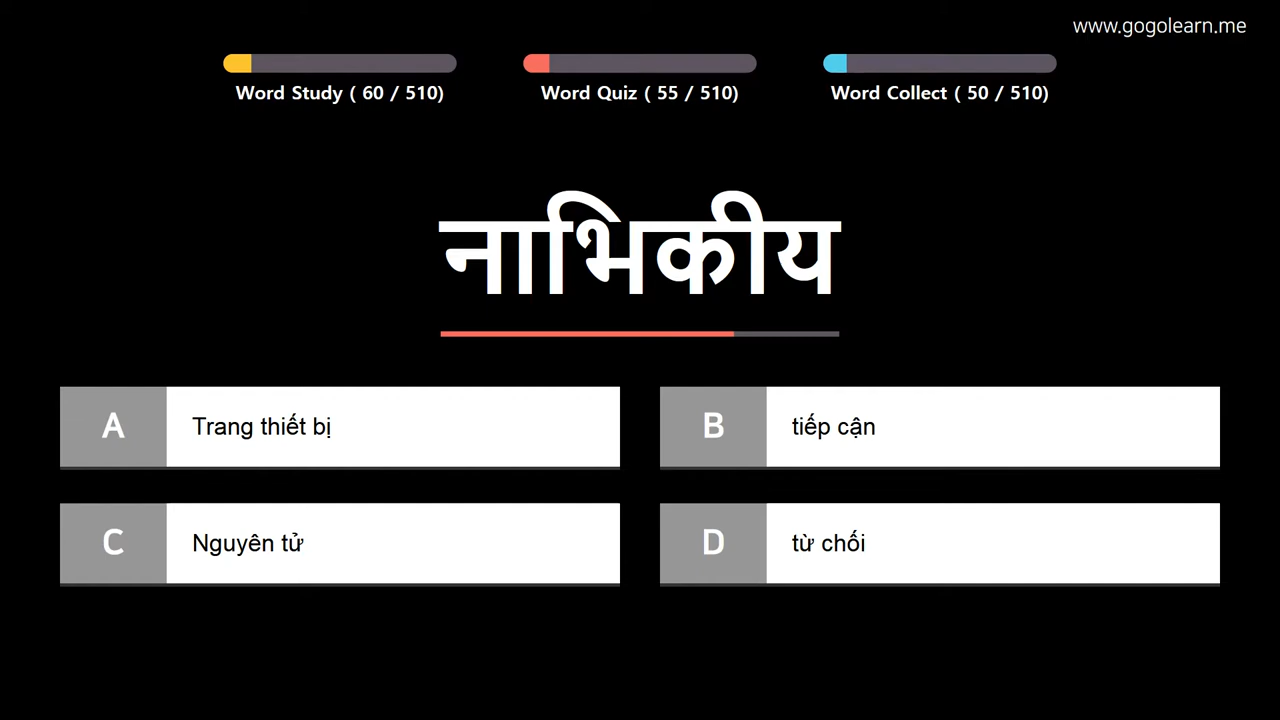 www.gogolearn.me
Word Study ( 60 / 510)
Word Quiz ( 55 / 510)
Word Collect ( 50 / 510)
नाभिकीय
A
Trang thiết bị
B
tiếp cận
C
Nguyên tử
D
từ chối